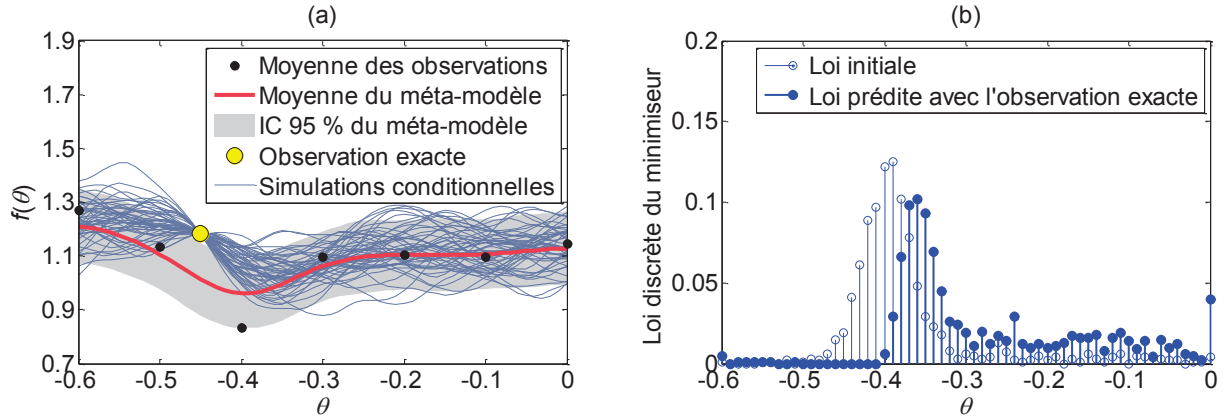 (a)
1.9
1.7
1.5
1.3
1.1
0.9
0.7
f(θ)
-0.6
-0.5
-0.4
-0.3
-0.2
-0.1
0
θ
Moyenne des observations
Moyenne du méta-modèle
IC 95 % du méta-modèle
Observation exacte
Simulations conditionnelles
(b)
0.2
0.15
0.1
0.05
0
Loi discrète du minimiseur
-0.6
-0.5
-0.4
-0.3
-0.2
-0.1
0
θ
Loi initiale
Loi prédite avec l'observation exacte